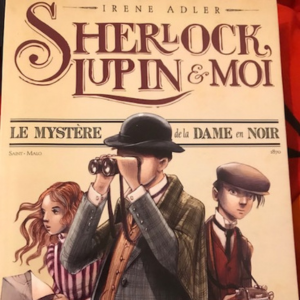 IRENE ADLER
SHERLOCK,
LUPIN & MOI
LE MYSTÈRE de la DAME en NOIR
SAINT-MALO, 1870